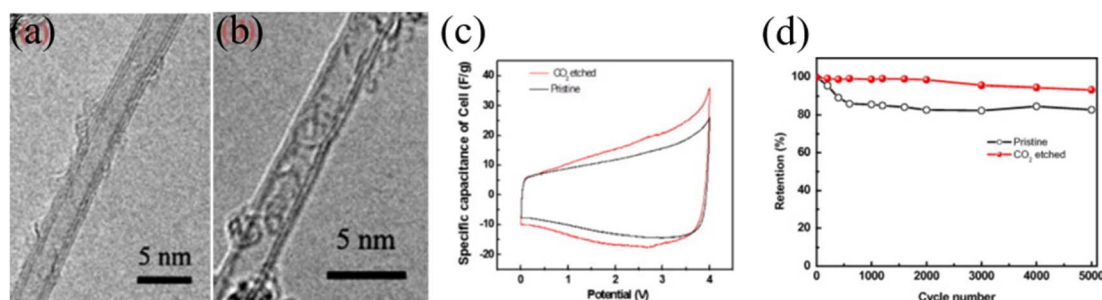 (a)
5 nm
(b)
5 nm
(c)
Specific capacitance of Cell (F/g)
40
30
20
10
0
-10
-20
CO2 etched
Pristine
0
1
2
3
4
Potential (V)
(d)
Retention (%)
100
80
60
40
20
0
Pristine
CO2 etched
0
1000
2000
3000
4000
5000
Cycle number